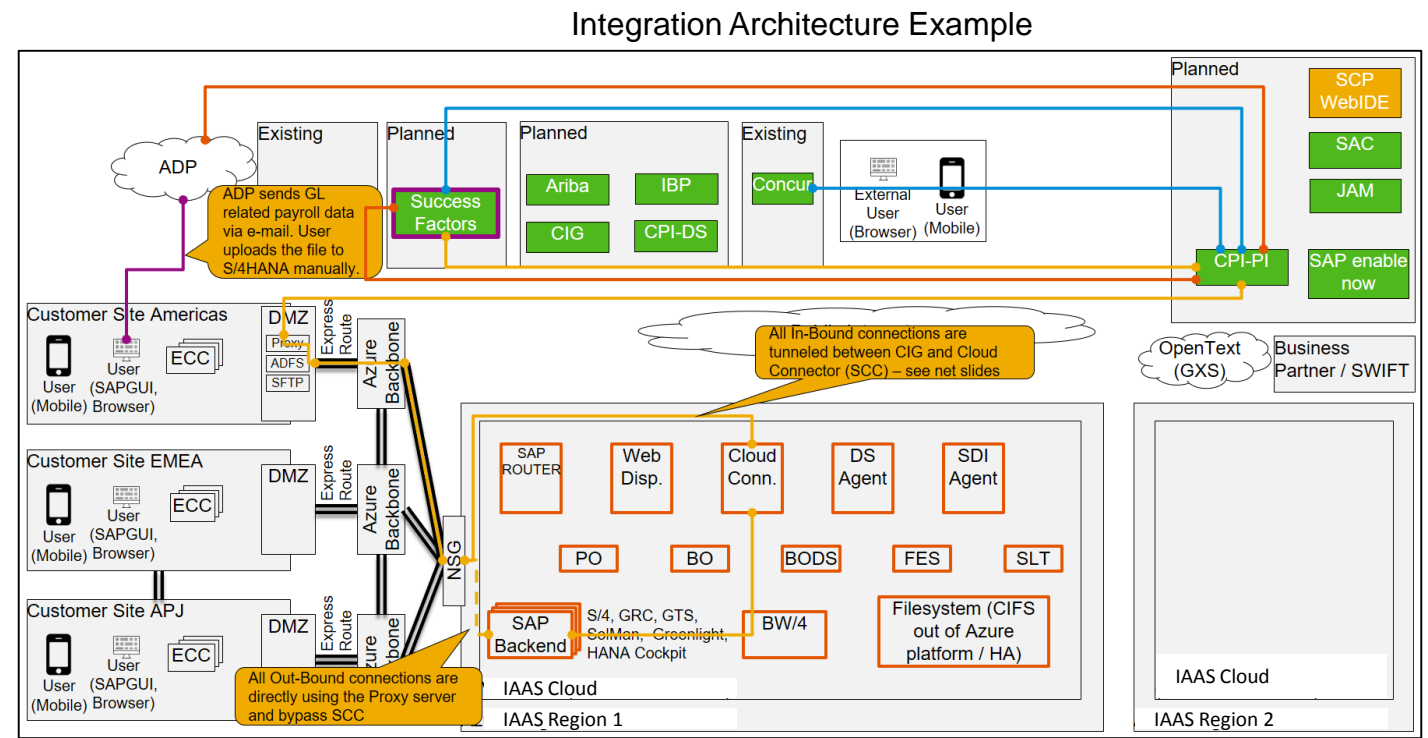 Integration Architecture Example
Planned
SCP
WebIDE
SAC
JAM
SAP enable
now
CPI-PI
ADP
Existing
Planned
Success
Factors
Planned
Ariba
IBP
CIG
CPI-DS
Existing
Concur
External
User
(Browser)
User
(Mobile)
ADP sends GL
related payroll data
via e-mail. User
uploads the file to
S/4HANA manually.
Customer Site Americas
User
(Mobile)
User
(SAPGUI,
Browser)
ECC
DMZ
Proxy
ADFS
SFTP
Express
Route
Azure
Backbone
All In-Bound connections are
tunneled between CIG and Cloud
Connector (SCC) – see net slides
OpenText
(GXS)
Business
Partner / SWIFT
Customer Site EMEA
User
(Mobile)
User
(SAPGUI,
Browser)
ECC
DMZ
Express
Route
Azure
Backbone
NSG
SAP
ROUTER
Web
Disp.
Cloud
Conn.
DS
Agent
SDI
Agent
PO
BO
BODS
FES
SLT
Customer Site APJ
User
(Mobile)
User
(SAPGUI,
Browser)
ECC
DMZ
Express
Route
SAP
Backend
S/4, GRC, GTS,
SolMan, Greenlight,
HANA Cockpit
BW/4
Filesystem (CIFS
out of Azure
platform / HA)
All Out-Bound connections are
directly using the Proxy server
and bypass SCC
IAAS Cloud
IAAS Region 1
IAAS Cloud
IAAS Region 2